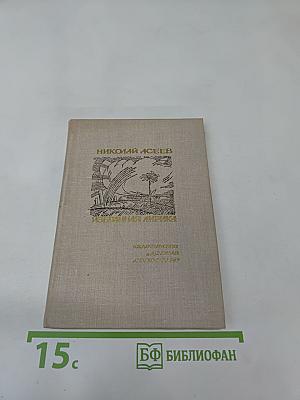 НИКОЛАЙ АСЕЕВ
ИЗБРАННАЯ ЛИРИКА
15с
БФ БИБЛИОФАН